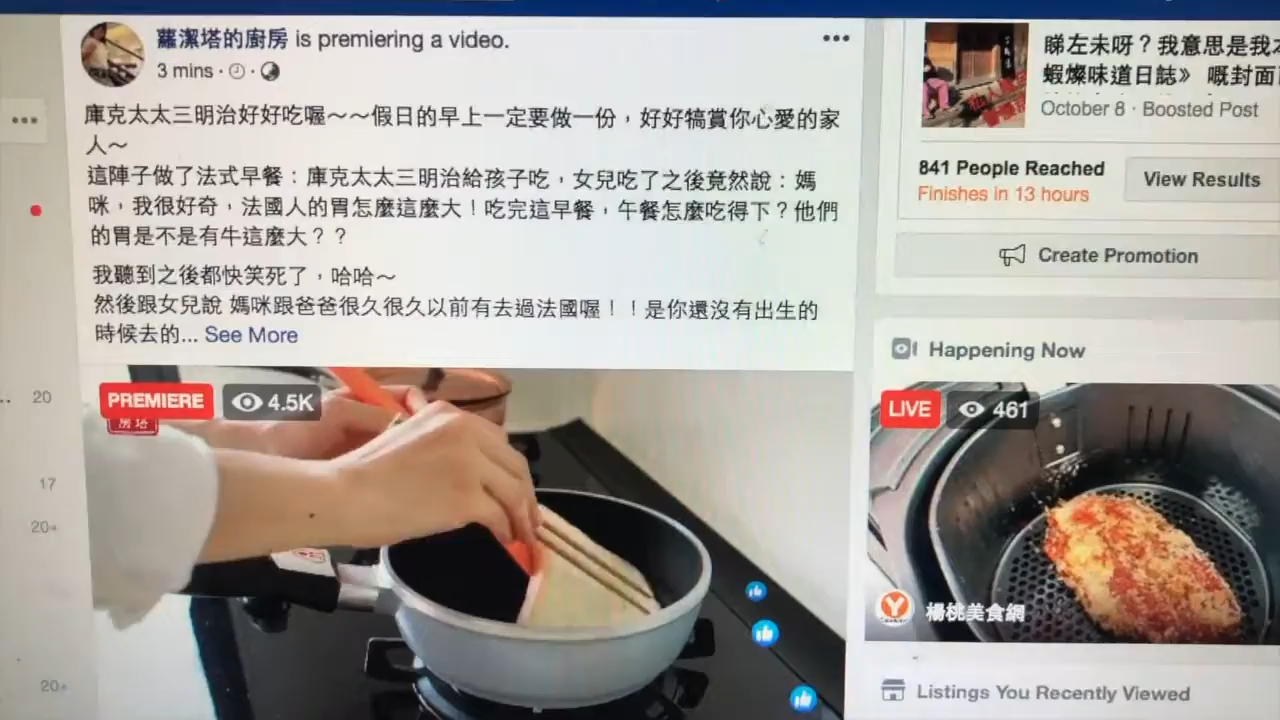 蘿潔塔的廚房 is premiering a video.
3 mins
庫克太太三明治好好吃喔～～假日的早上一定要做一份，好好犒賞你心愛的家
人～
這陣子做了法式早餐：庫克太太三明治給孩子吃，女兒吃了之後竟然說：媽
咪，我很好奇，法國人的胃怎麼這麼大！吃完這早餐，午餐怎麼吃得下？他們
的胃是不是有牛這麼大？？
我聽到之後都快笑死了，哈哈～
然後跟女兒說 媽咪跟爸爸很久很久以前有去過法國喔！！是你還沒有出生的
時候去的... See More
PREMIERE 4.5K
房塔
20
17
20+
20+
睇左未呀？我意思是我本
蝦燦味道日誌》 嘅封面
October 8 · Boosted Post
841 People Reached
Finishes in 13 hours
View Results
Create Promotion
Happening Now
LIVE 461
楊桃美食網
Listings You Recently Viewed